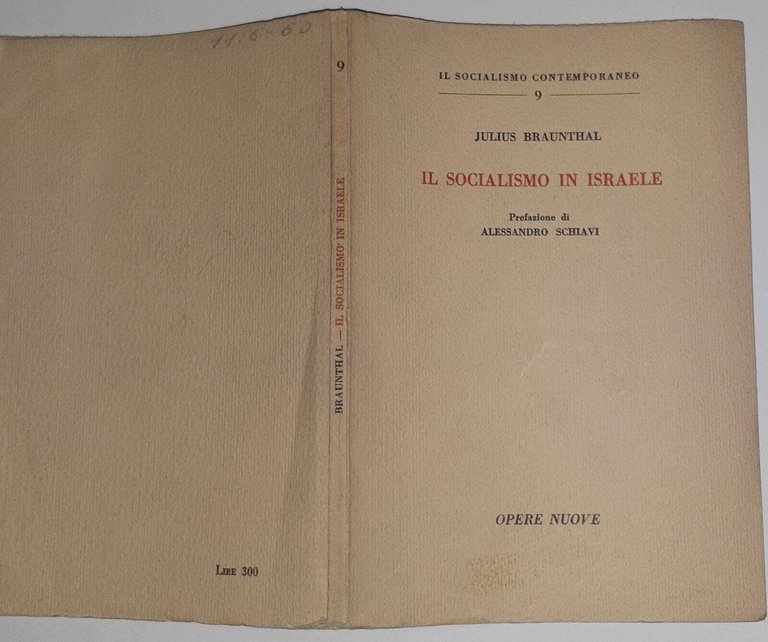 IL SOCIALISMO CONTEMPORANEO
9
JULIUS BRAUNTHAL
IL SOCIALISMO IN ISRAELE
Prefazione di
ALESSANDRO SCHIAVI
OPERE NUOVE
9
BRAUNTHAL — IL SOCIALISMO IN ISRAELE
LIRE 300